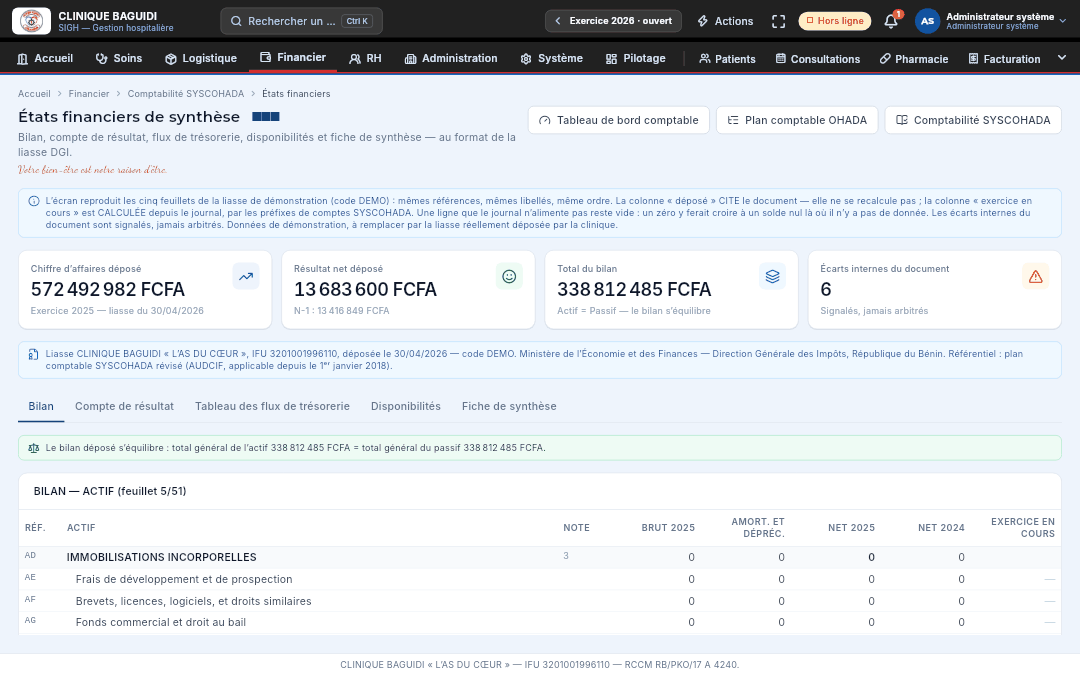 CLINIQUE BAGUIDI
SIGH — Gestion hospitalière
Rechercher un ... Ctrl K
Exercice 2026 · ouvert
Actions
Hors ligne
1
AS
Administrateur système
Administrateur système
Accueil Soins Logistique Financier RH Administration Système Pilotage Patients Consultations Pharmacie Facturation
Accueil > Financier > Comptabilité SYSCOHADA > États financiers
États financiers de synthèse
Bilan, compte de résultat, flux de trésorerie, disponibilités et fiche de synthèse — au format de la
liasse DGI.
Votre bien-être est notre raison d'être.
Tableau de bord comptable
Plan comptable OHADA
Comptabilité SYSCOHADA
L'écran reproduit les cinq feuillets de la liasse de démonstration (code DEMO) : mêmes références, mêmes libellés, même ordre. La colonne « déposé » CITE le document — elle ne se recalcule pas ; la colonne « exercice en
cours » est CALCULÉE depuis le journal, par les préfixes de comptes SYSCOHADA. Une ligne que le journal n'alimente pas reste vide : un zéro y ferait croire à un solde nul là où il n'y a pas de donnée. Les écarts internes du
document sont signalés, jamais arbitrés. Données de démonstration, à remplacer par la liasse réellement déposée par la clinique.
Chiffre d'affaires déposé
572 492 982 FCFA
Exercice 2025 — liasse du 30/04/2026
Résultat net déposé
13 683 600 FCFA
N-1 : 13 416 849 FCFA
Total du bilan
338 812 485 FCFA
Actif = Passif — le bilan s'équilibre
Écarts internes du document
6
Signalés, jamais arbitrés
Liasse CLINIQUE BAGUIDI « L'AS DU CŒUR », IFU 3201001996110, déposée le 30/04/2026 — code DEMO. Ministère de l'Économie et des Finances — Direction Générale des Impôts, République du Bénin. Référentiel : plan
comptable SYSCOHADA révisé (AUDCIF, applicable depuis le 1er janvier 2018).
Bilan Compte de résultat Tableau des flux de trésorerie Disponibilités Fiche de synthèse
Le bilan déposé s'équilibre : total général de l'actif 338 812 485 FCFA = total général du passif 338 812 485 FCFA.
BILAN — ACTIF (feuillet 5/51)
RÉF. ACTIF NOTE BRUT 2025 AMORT. ET DÉPRÉC. NET 2025 NET 2024 EXERCICE EN COURS
AD IMMOBILISATIONS INCORPORELLES 3 0 0 0 0
AE Frais de développement et de prospection 0 0 0 0 —
AF Brevets, licences, logiciels, et droits similaires 0 0 0 0 —
AG Fonds commercial et droit au bail 0 0 0 0 —
CLINIQUE BAGUIDI « L'AS DU CŒUR » — IFU 3201001996110 — RCCM RB/PKO/17 A 4240.